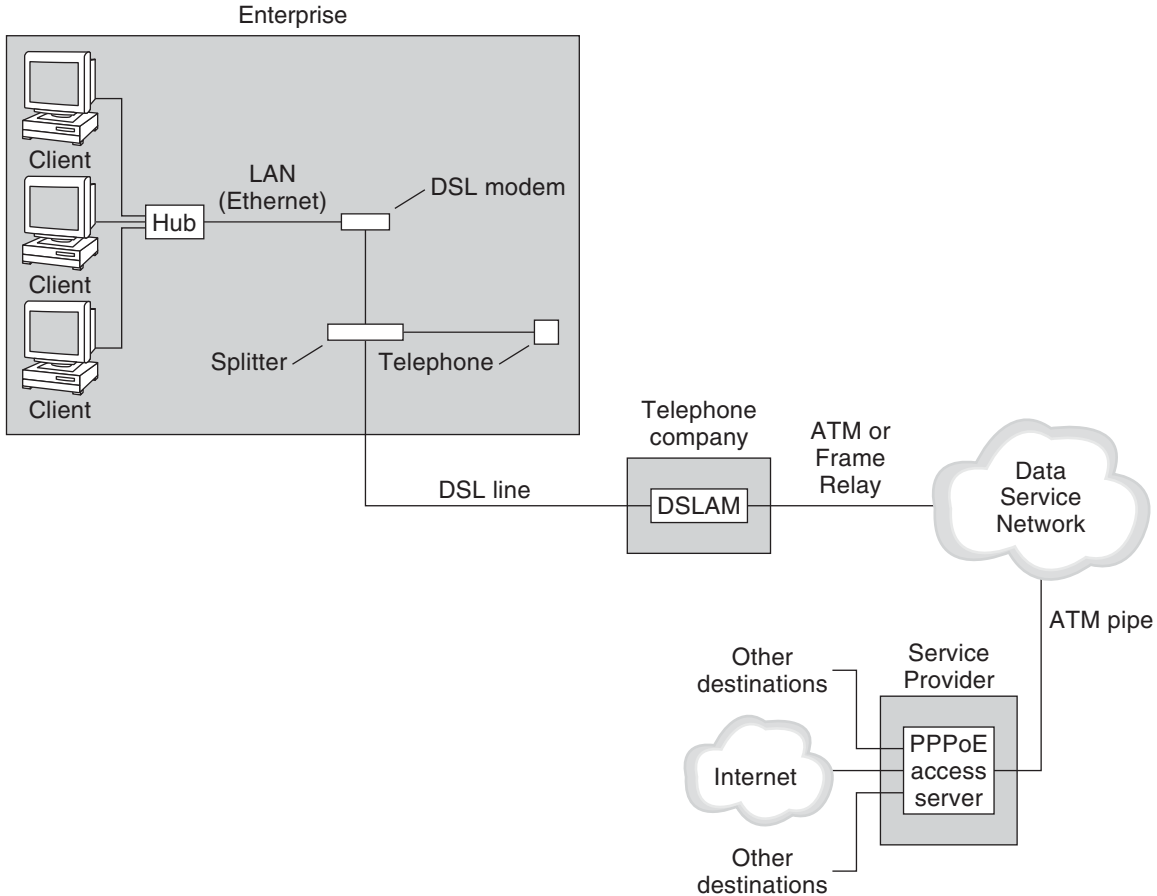 Enterprise
Client
Client
Client
Hub
LAN
(Ethernet)
DSL modem
Splitter
Telephone
DSL line
Telephone
company
DSLAM
ATM or
Frame
Relay
Data
Service
Network
ATM pipe
Service
Provider
PPPoE
access
server
Other
destinations
Internet
Other
destinations